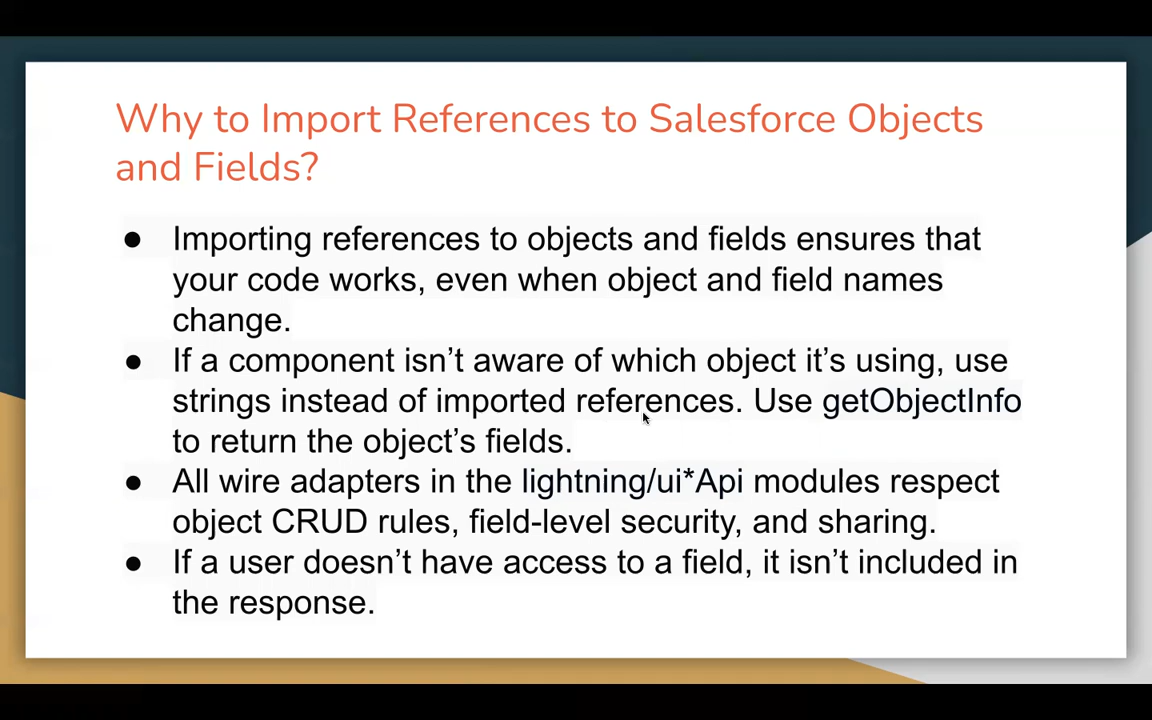 Why to Import References to Salesforce Objects
and Fields?
● Importing references to objects and fields ensures that
your code works, even when object and field names
change.
● If a component isn’t aware of which object it’s using, use
strings instead of imported references. Use getObjectInfo
to return the object’s fields.
● All wire adapters in the lightning/ui*Api modules respect
object CRUD rules, field-level security, and sharing.
● If a user doesn’t have access to a field, it isn’t included in
the response.